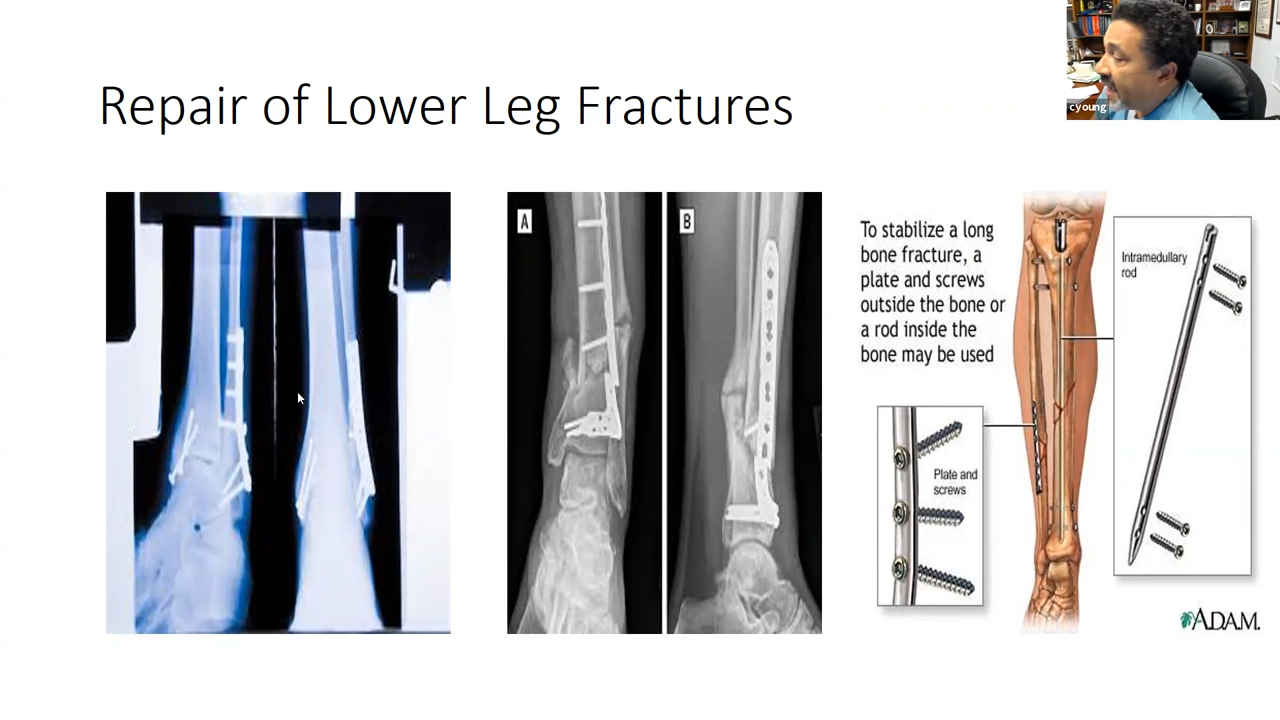 Repair of Lower Leg Fractures
cyoung
A
B
To stabilize a long
bone fracture, a
plate and screws
outside the bone or
a rod inside the
bone may be used
Intramedullary
rod
Plate and
screws
ADAM.